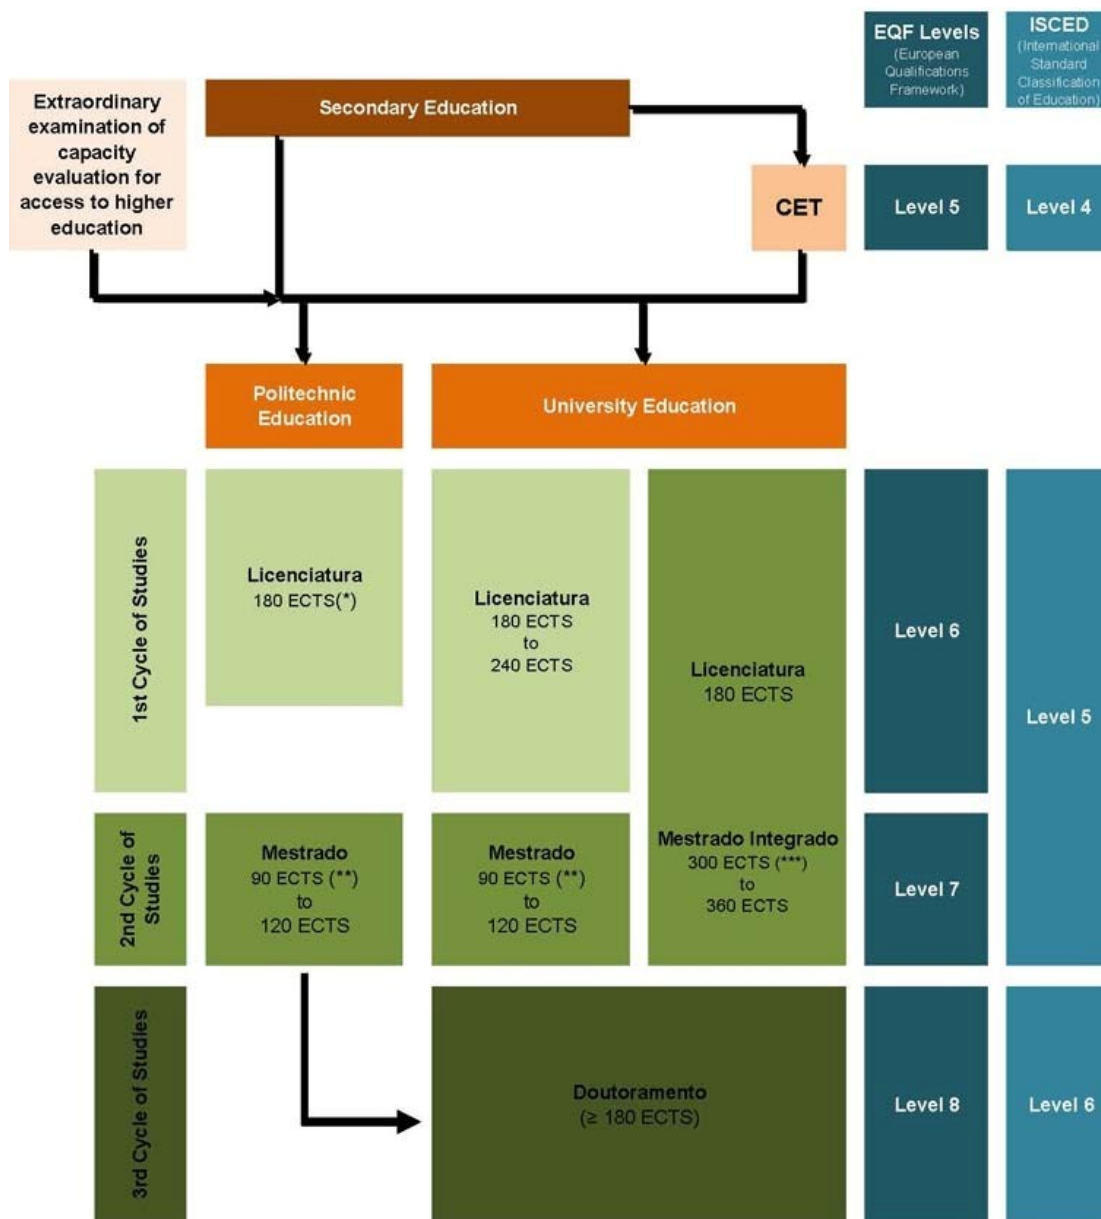 EQF Levels
(European
Qualifications
Framework)
ISCED
(International
Standard
Classification
of Education)
Extraordinary
examination of
capacity
evaluation for
access to higher
education
Secondary Education
CET
Level 5
Level 4
Politechnic
Education
University Education
1st Cycle of Studies
Licenciatura
180 ECTS(*)
Licenciatura
180 ECTS
to
240 ECTS
Licenciatura
180 ECTS
Level 6
Level 5
2nd Cycle of
Studies
Mestrado
90 ECTS (**)
to
120 ECTS
Mestrado
90 ECTS (**)
to
120 ECTS
Mestrado Integrado
300 ECTS (***)
to
360 ECTS
Level 7
3rd Cycle of Studies
Doutoramento
(≥ 180 ECTS)
Level 8
Level 6